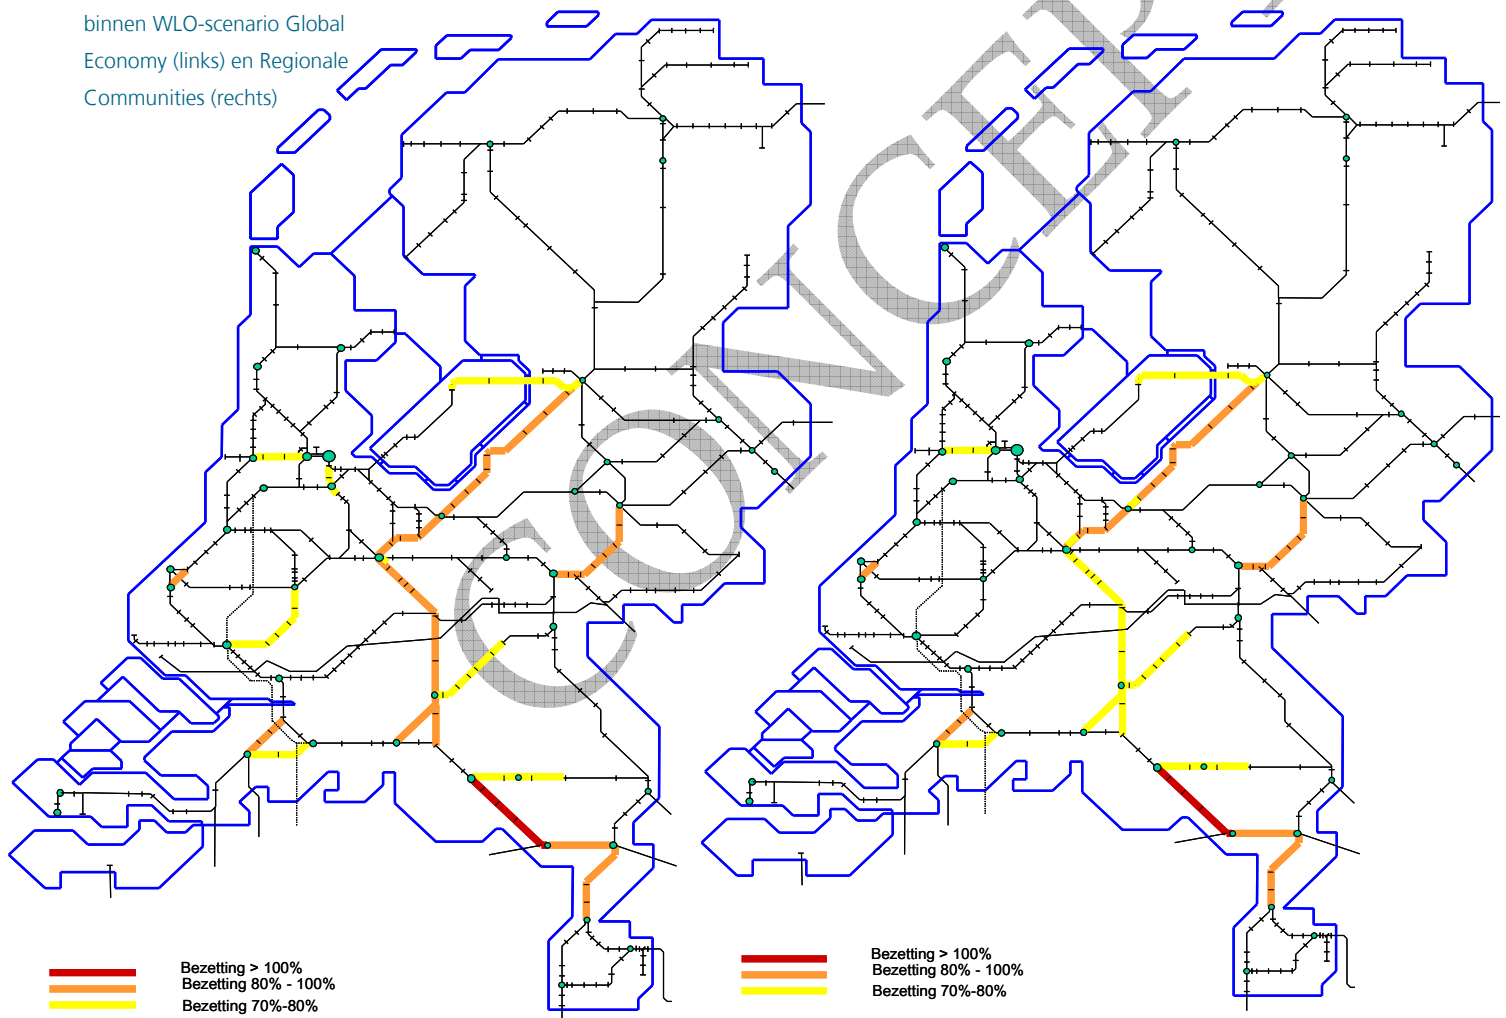 binnen WLO-scenario Global
Economy (links) en Regionale
Communities (rechts)
CONCEP
Bezetting > 100%
Bezetting 80% - 100%
Bezetting 70%-80%
Bezetting > 100%
Bezetting 80% - 100%
Bezetting 70%-80%